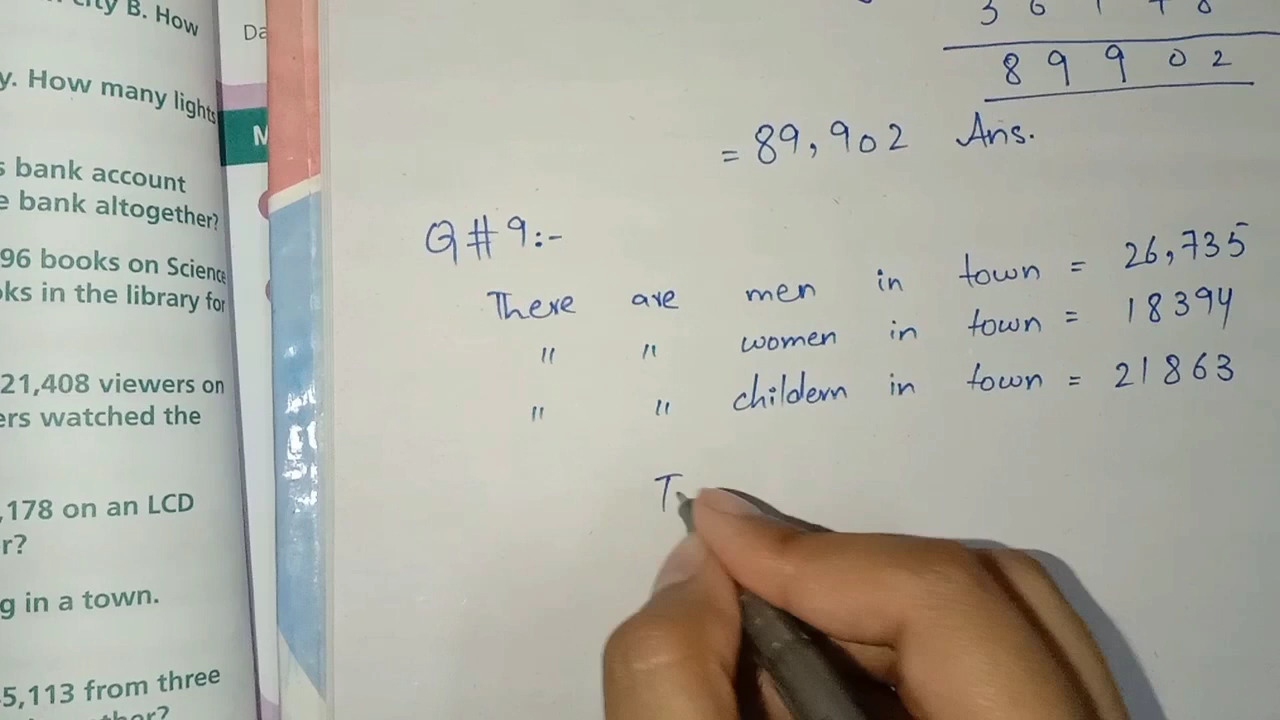 city B. How
y. How many lights
s bank account
e bank altogether?
96 books on Science
oks in the library for
21,408 viewers on
ers watched the
,178 on an LCD
r?
g in a town.
5,113 from three
Da
M
8 9 9 0 2
= 89,902 Ans.
Q # 9:-
There are men in town = 26,735
" " women in town = 18394
" " childern in town = 21863
T